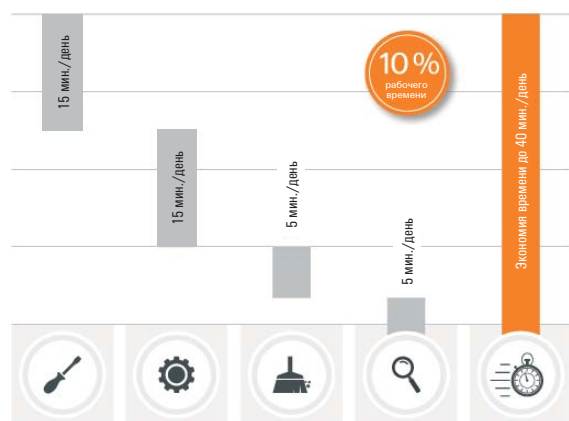 15 мин./день
15 мин./день
5 мин./день
5 мин./день
10 %
рабочего
времени
Экономия времени до 40 мин./день